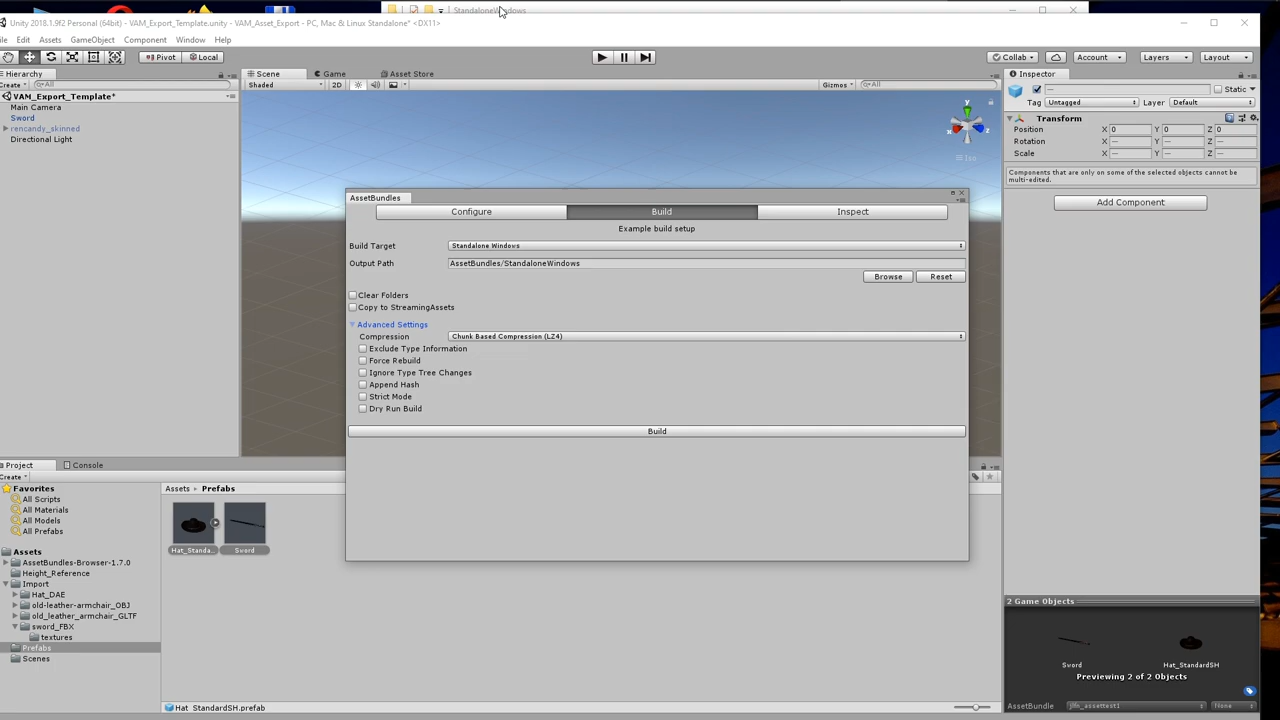 StandaloneWindows
Unity 2018.1.9f2 Personal (64bit) - VAM_Export_Template.unity - VAM_Asset_Export - PC, Mac & Linux Standalone* <DX11>
Edit Assets GameObject Component Window Help
Pivot Local Collab Account Layers Layout
Hierarchy
Create All
VAM_Export_Template*
Main Camera
Sword
rencandy_skinned
Directional Light
Scene Game Asset Store
Shaded 2D Gizmos All
y
x z
Iso
Inspector
— Static
Tag Untagged Layer Default
Transform
Position X 0 Y 0 Z 0
Rotation X — Y — Z —
Scale X — Y — Z —
Components that are only on some of the selected objects cannot be
multi-edited.
Add Component
AssetBundles
Configure Build Inspect
Example build setup
Build Target Standalone Windows
Output Path AssetBundles/StandaloneWindows
Browse Reset
Clear Folders
Copy to StreamingAssets
Advanced Settings
Compression Chunk Based Compression (LZ4)
Exclude Type Information
Force Rebuild
Ignore Type Tree Changes
Append Hash
Strict Mode
Dry Run Build
Build
Project Console
Create
Favorites
All Scripts
All Materials
All Models
All Prefabs
Assets
AssetBundles-Browser-1.7.0
Height_Reference
Import
Hat_DAE
old-leather-armchair_OBJ
old_leather_armchair_GLTF
sword_FBX
textures
Prefabs
Scenes
Assets ▸ Prefabs
Hat_Standa... Sword
Hat_StandardSH.prefab
2 Game Objects
Sword Hat_StandardSH
Previewing 2 of 2 Objects
AssetBundle jlfn_assettest1 None